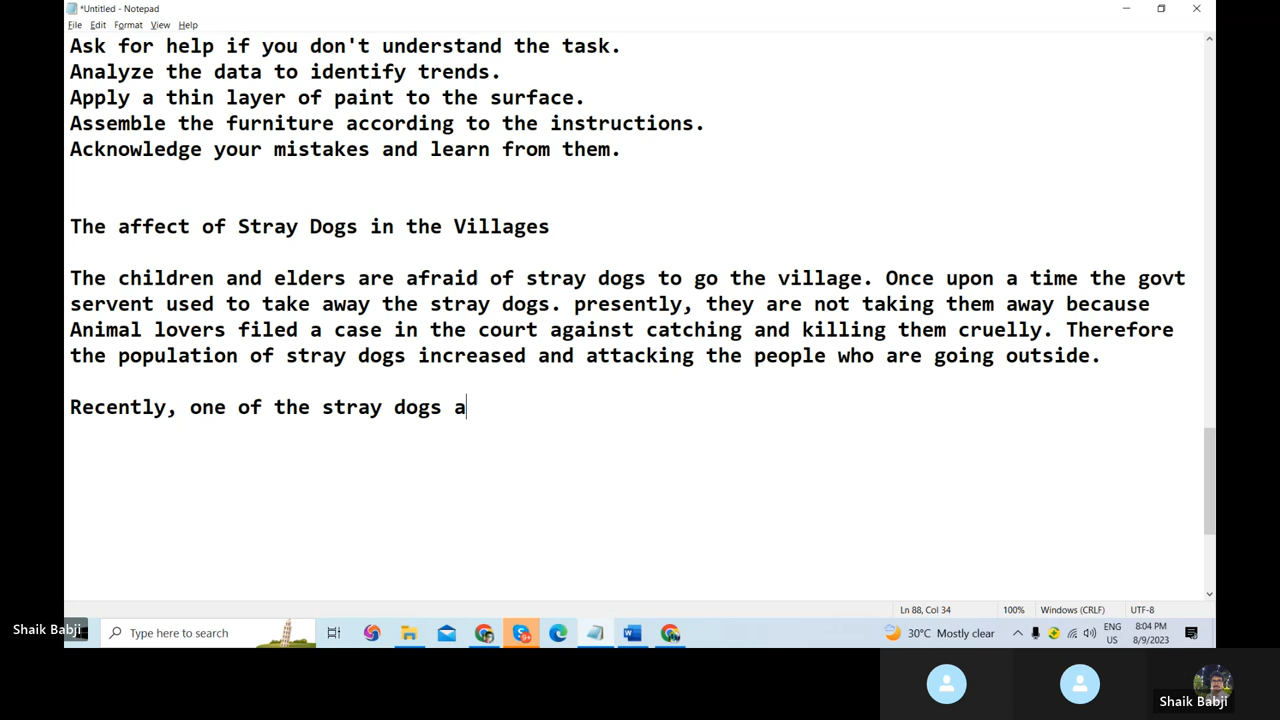 *Untitled - Notepad
File Edit Format View Help
Ask for help if you don't understand the task.
Analyze the data to identify trends.
Apply a thin layer of paint to the surface.
Assemble the furniture according to the instructions.
Acknowledge your mistakes and learn from them.
The affect of Stray Dogs in the Villages
The children and elders are afraid of stray dogs to go the village. Once upon a time the govt
servent used to take away the stray dogs. presently, they are not taking them away because
Animal lovers filed a case in the court against catching and killing them cruelly. Therefore
the population of stray dogs increased and attacking the people who are going outside.
Recently, one of the stray dogs a
Ln 88, Col 34 100% Windows (CRLF) UTF-8
Shaik Babji
Type here to search
30°C Mostly clear
ENG
US
8:04 PM
8/9/2023
Shaik Babji